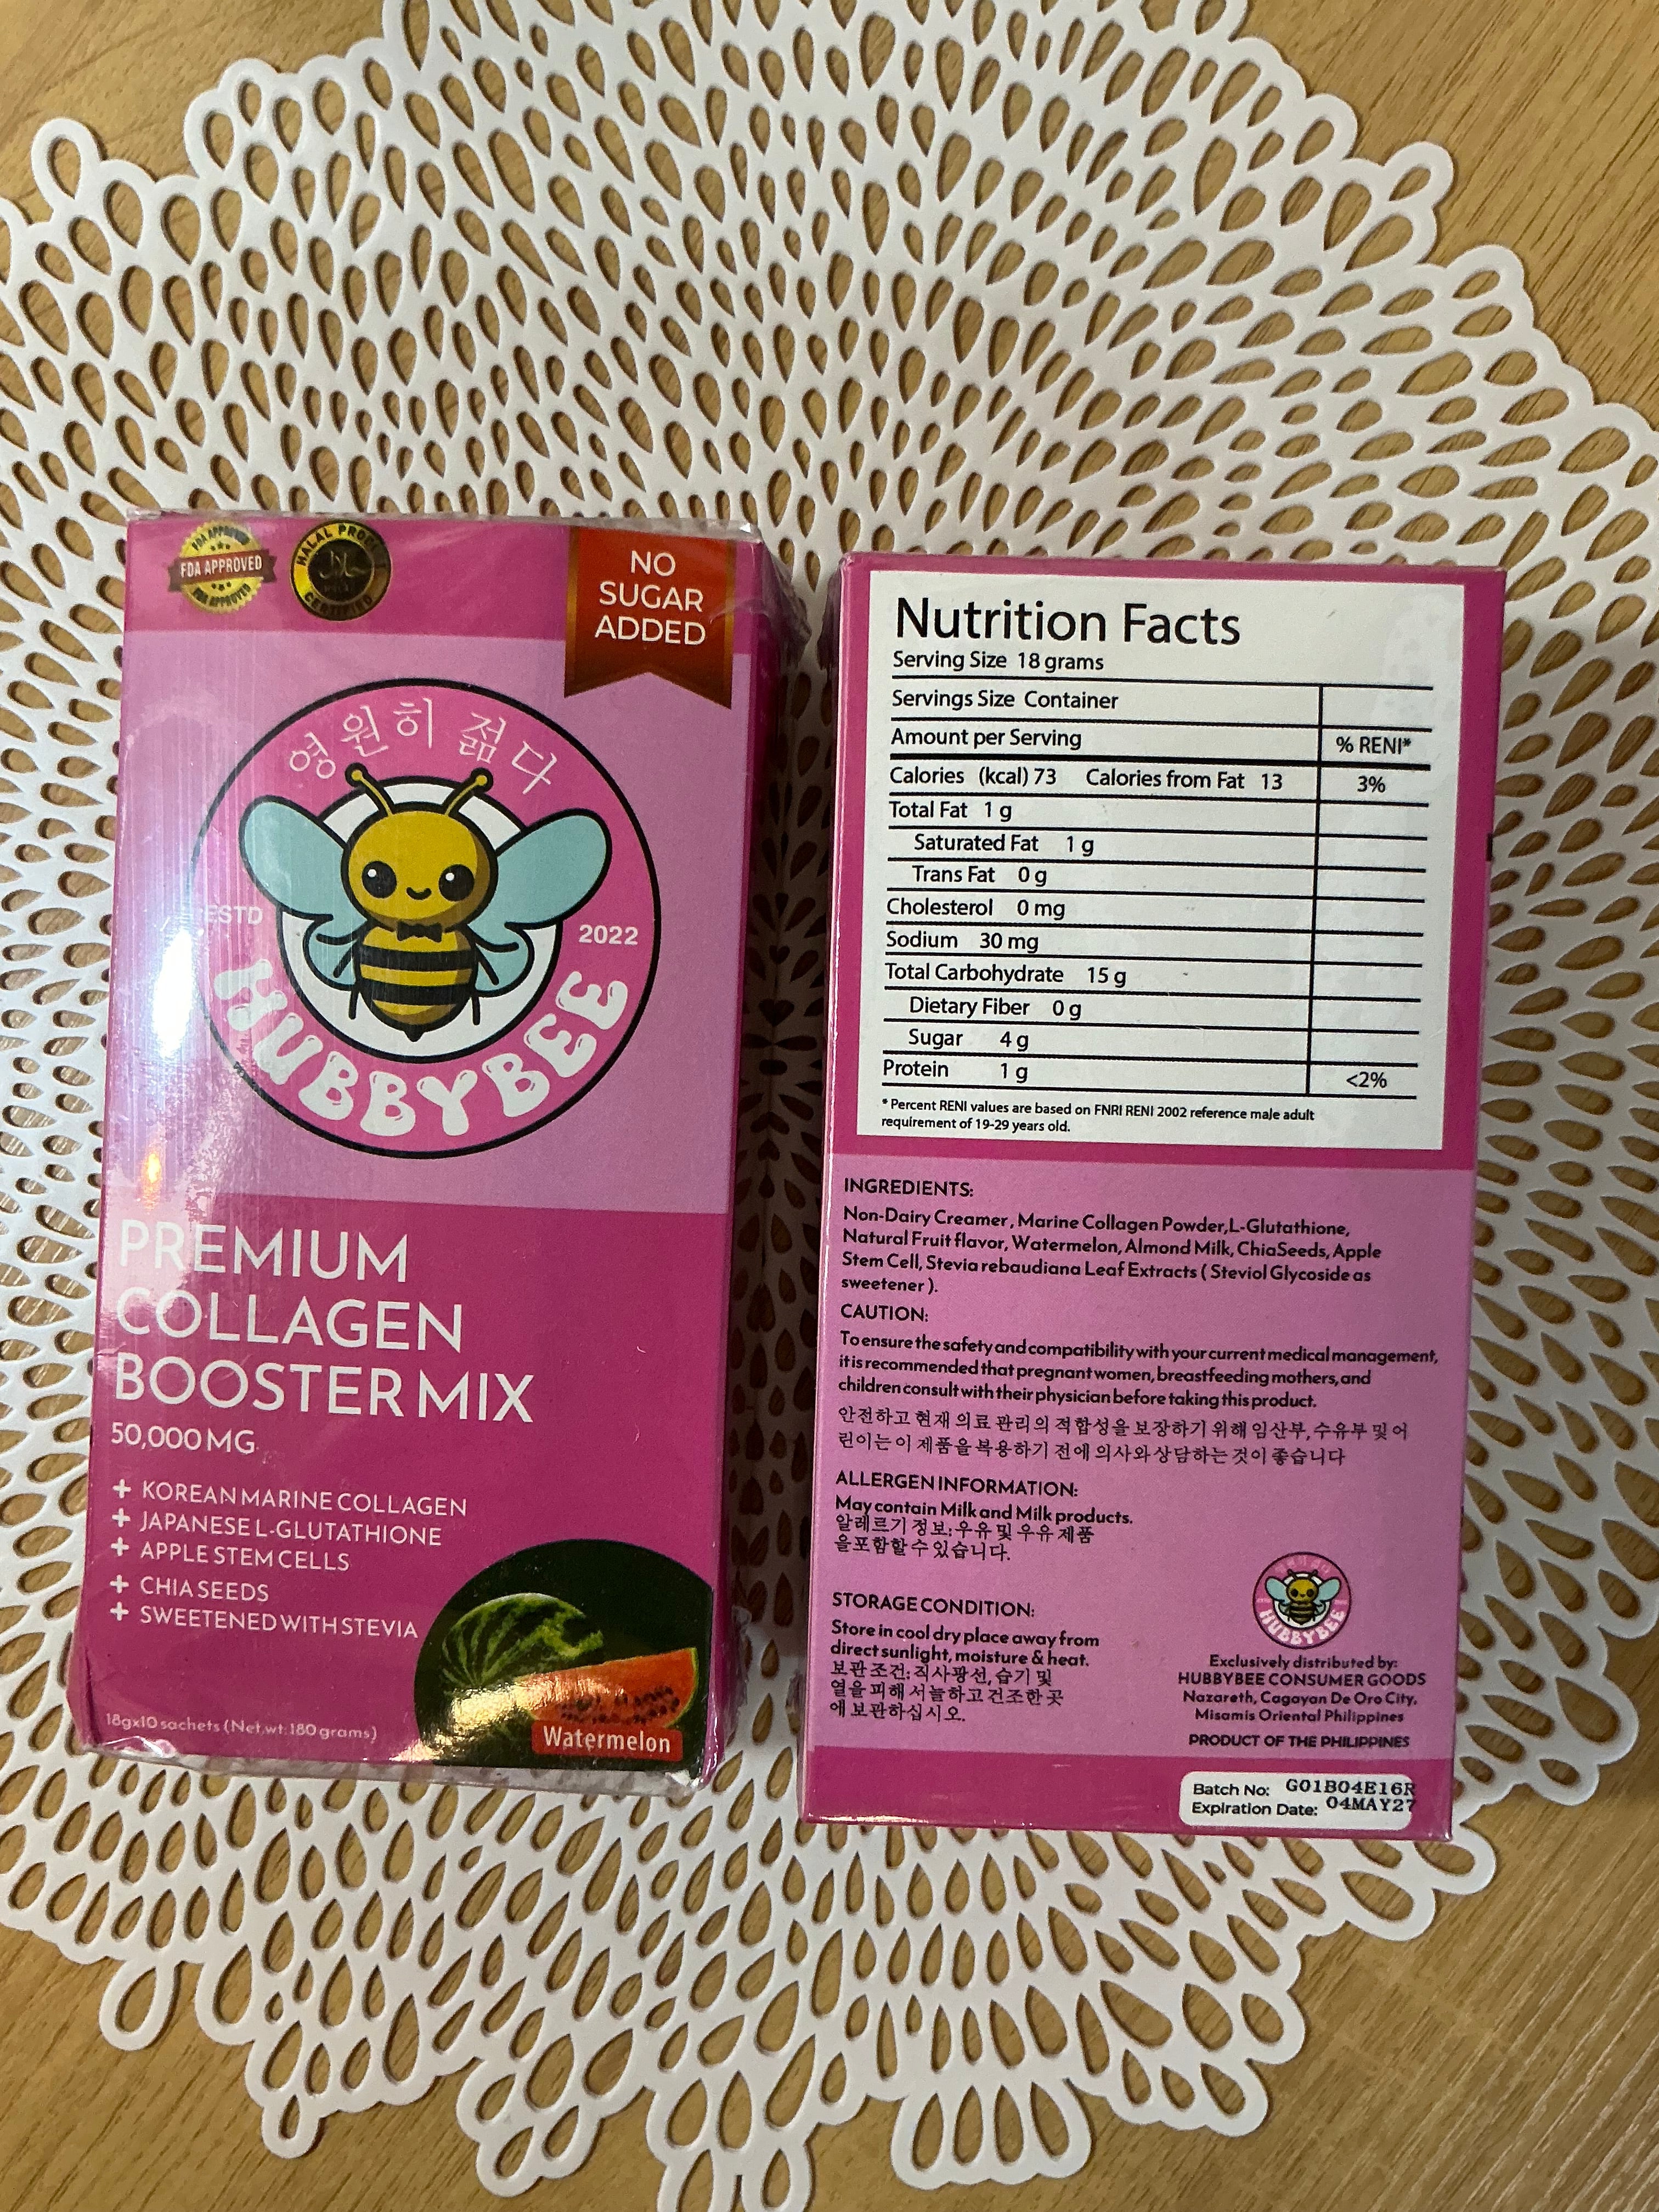 FDA APPROVED
FDA APPROVED
FDA APPROVED
HALAL
CERTIFIED
NO
SUGAR
ADDED
영원히 젊다
ESTD
2022
HUBBYBEE
PREMIUM
COLLAGEN
BOOSTER MIX
50,000 MG
+ KOREAN MARINE COLLAGEN
+ JAPANESE L-GLUTATHIONE
+ APPLE STEM CELLS
+ CHIA SEEDS
+ SWEETENED WITH STEVIA
18gx10 sachets (Net.wt: 180 grams)
Watermelon
Nutrition Facts
Serving Size 18 grams
Servings Size Container
Amount per Serving % RENI*
Calories (kcal) 73 Calories from Fat 13 3%
Total Fat 1 g
Saturated Fat 1 g
Trans Fat 0 g
Cholesterol 0 mg
Sodium 30 mg
Total Carbohydrate 15 g
Dietary Fiber 0 g
Sugar 4 g
Protein 1 g <2%
* Percent RENI values are based on FNRI RENI 2002 reference male adult
requirement of 19-29 years old.
INGREDIENTS:
Non-Dairy Creamer, Marine Collagen Powder,L-Glutathione,
Natural Fruit flavor, Watermelon, Almond Milk, ChiaSeeds, Apple
Stem Cell, Stevia rebaudiana Leaf Extracts ( Steviol Glycoside as
sweetener ).
CAUTION:
To ensure the safety and compatibility with your current medical management,
it is recommended that pregnant women, breastfeeding mothers, and
children consult with their physician before taking this product.
안전하고 현재 의료 관리의 적합성을 보장하기 위해 임산부, 수유부 및 어
린이는 이 제품을 복용하기 전에 의사와 상담하는 것이 좋습니다
ALLERGEN INFORMATION:
May contain Milk and Milk products.
알레르기 정보: 우유 및 우유 제품
을 포함할 수 있습니다.
STORAGE CONDITION:
Store in cool dry place away from
direct sunlight, moisture & heat.
보관 조건: 직사광선, 습기 및
열을 피해 서늘하고 건조한 곳
에 보관하십시오.
HUBBYBEE
Exclusively distributed by:
HUBBYBEE CONSUMER GOODS
Nazareth, Cagayan De Oro City,
Misamis Oriental Philippines
PRODUCT OF THE PHILIPPINES
Batch No: G01B04E16R
Expiration Date: 04MAY27